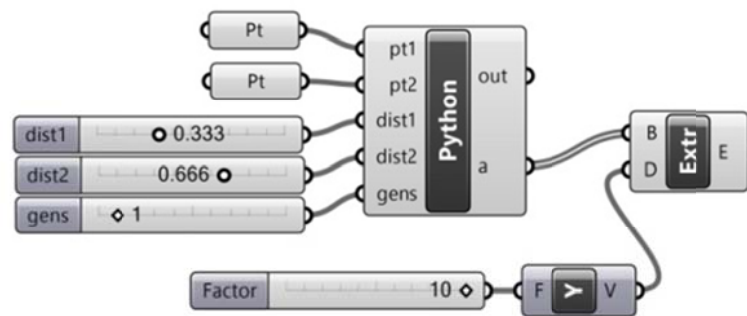 Pt
Pt
dist1 0.333
dist2 0.666
gens 1
pt1
pt2
dist1
dist2
gens
Python
out
a
B
D
Extr
E
Factor 10
F Y V